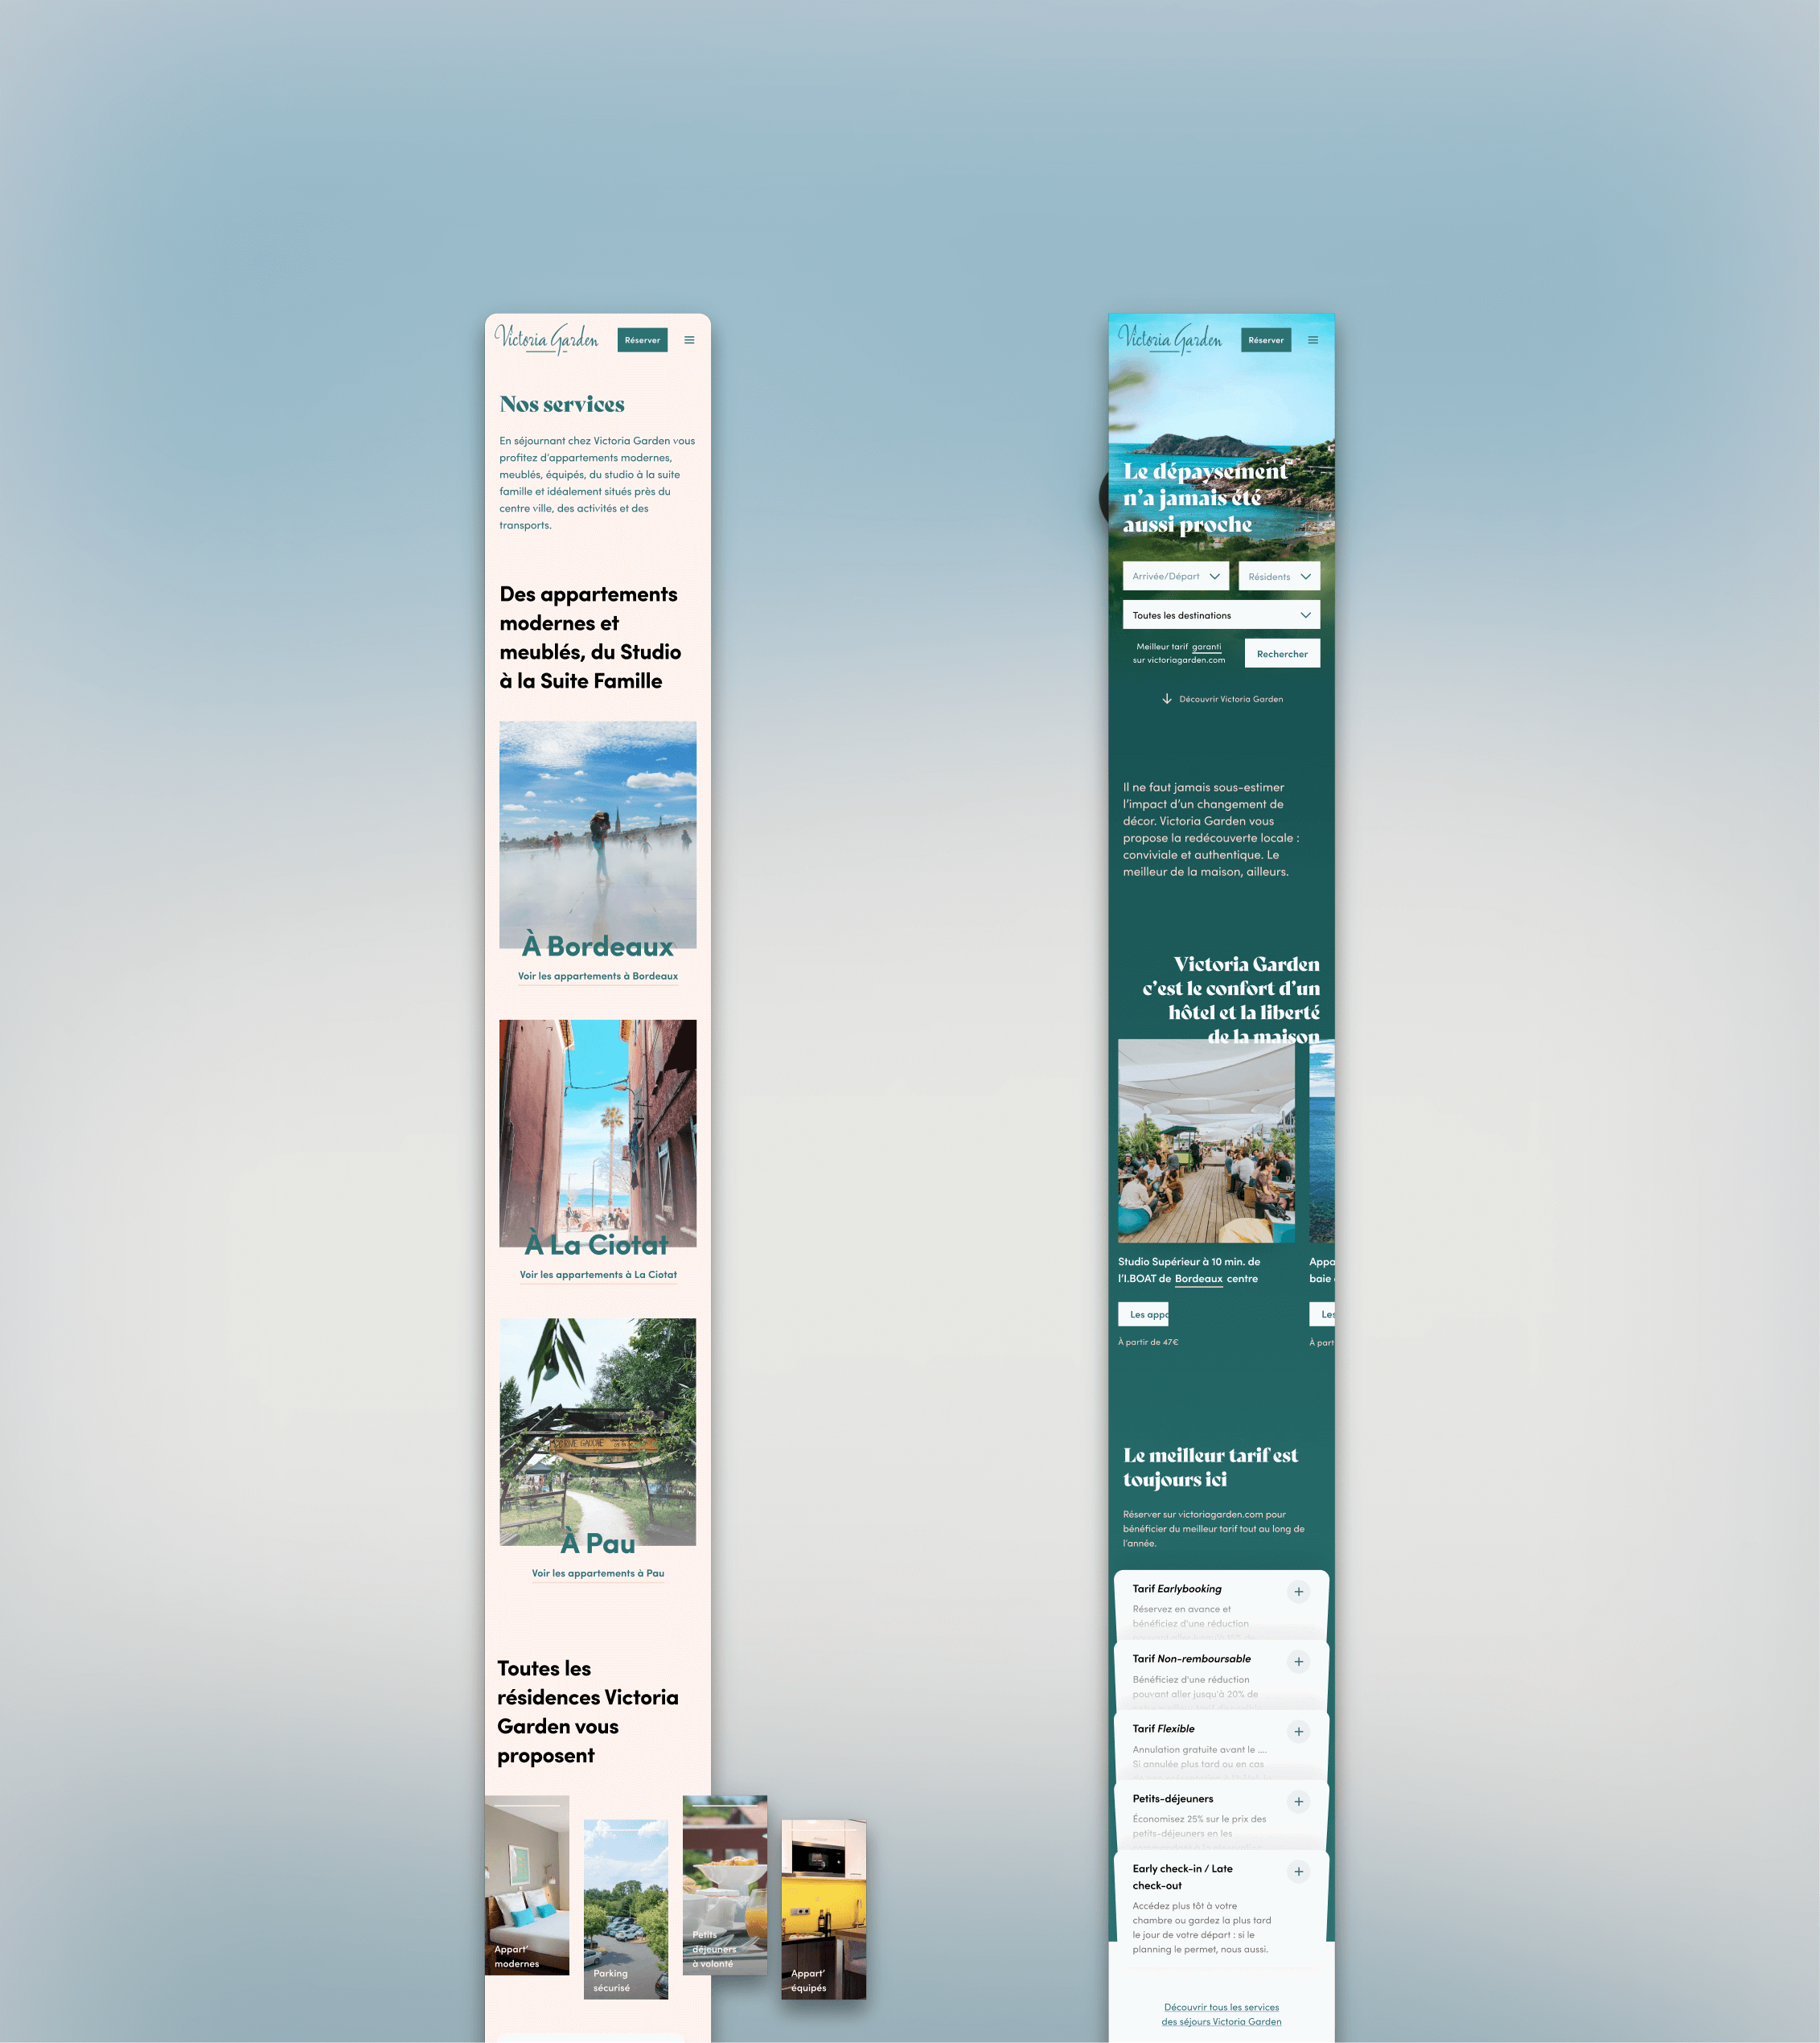 Victoria Garden
Réserver
Nos services
En séjournant chez Victoria Garden vous
profitez d'appartements modernes,
meublés, équipés, du studio à la suite
famille et idéalement situés près du
centre ville, des activités et des
transports.
Des appartements
modernes et
meublés, du Studio
à la Suite Famille
À Bordeaux
Voir les appartements à Bordeaux
À La Ciotat
Voir les appartements à La Ciotat
À Pau
Voir les appartements à Pau
Toutes les
résidences Victoria
Garden vous
proposent
Appart'
modernes
Parking
sécurisé
Petits
déjeuners
à volonté
Appart'
équipés
Victoria Garden
Réserver
Le dépaysement
n'a jamais été
aussi proche
Arrivée/Départ
Résidents
Toutes les destinations
Meilleur tarif garanti
sur victoriagarden.com
Rechercher
Découvrir Victoria Garden
Il ne faut jamais sous-estimer
l'impact d'un changement de
décor. Victoria Garden vous
propose la redécouverte locale :
conviviale et authentique. Le
meilleur de la maison, ailleurs.
Victoria Garden
c'est le confort d'un
hôtel et la liberté
de la maison
Studio Supérieur à 10 min. de
l'I.BOAT de Bordeaux centre
Les appo
À partir de 47€
Appa
baie
Les
À part
Le meilleur tarif est
toujours ici
Réserver sur victoriagarden.com pour
bénéficier du meilleur tarif tout au long de
l'année.
Tarif Earlybooking
Réservez en avance et
bénéficiez d'une réduction
Tarif Non-remboursable
Bénéficiez d'une réduction
pouvant aller jusqu'à 20% de
Tarif Flexible
Annulation gratuite avant le ....
Si annulée plus tard ou en cas
Petits-déjeuners
Économisez 25% sur le prix des
petits-déjeuners en les
Early check-in / Late
check-out
Accédez plus tôt à votre
chambre ou gardez la plus tard
le jour de votre départ : si le
planning le permet, nous aussi.
Découvrir tous les services
des séjours Victoria Garden